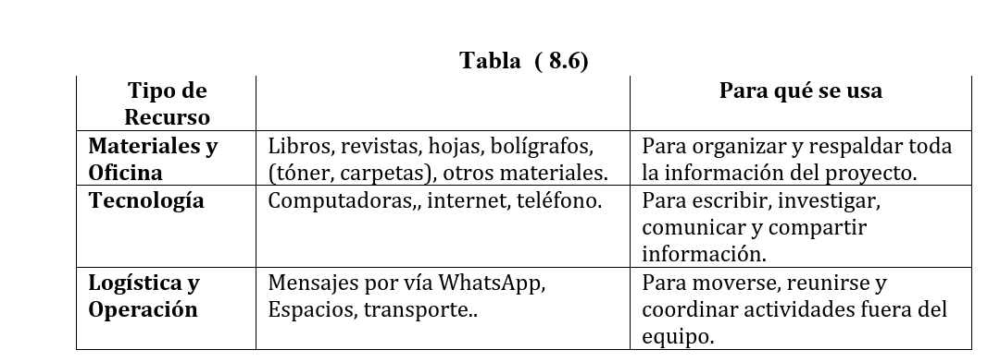 Tabla ( 8.6)
Tipo de
Recurso
Para qué se usa
Materiales y
Oficina
Libros, revistas, hojas, bolígrafos,
(tóner, carpetas), otros materiales.
Para organizar y respaldar toda
la información del proyecto.
Tecnología
Computadoras,, internet, teléfono.
Para escribir, investigar,
comunicar y compartir
información.
Logística y
Operación
Mensajes por vía WhatsApp,
Espacios, transporte..
Para moverse, reunirse y
coordinar actividades fuera del
equipo.